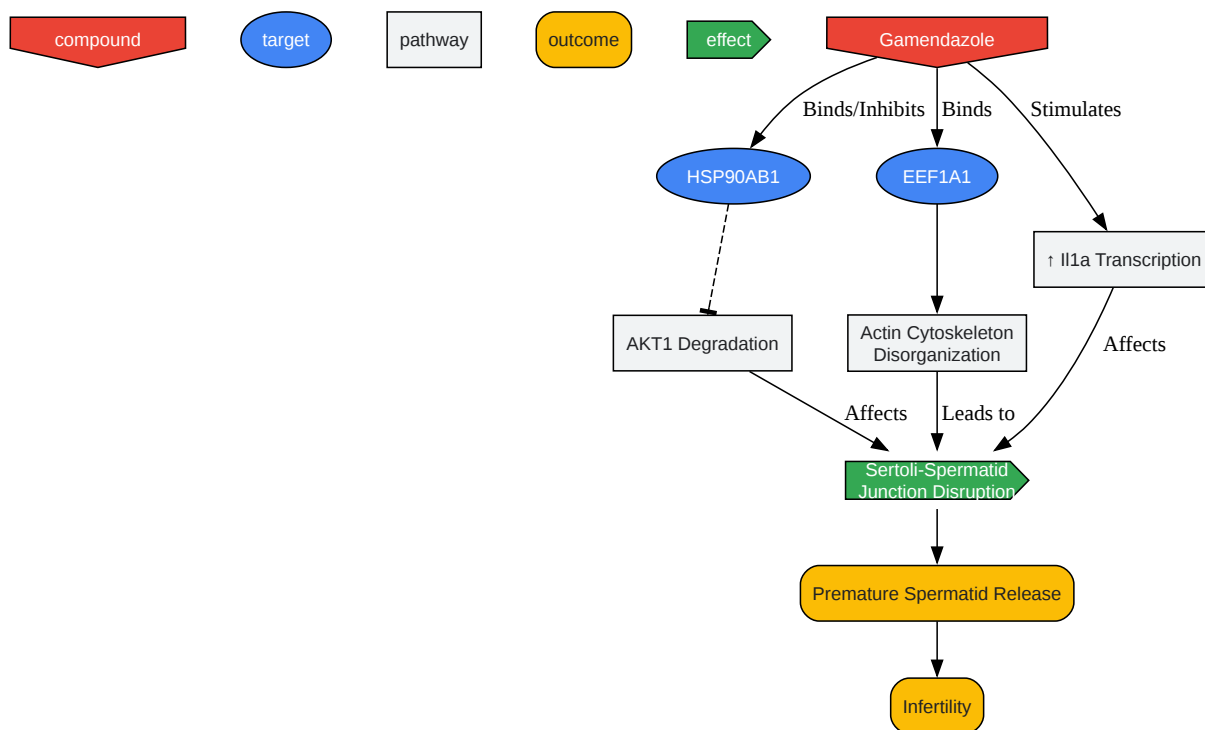 compound
target
pathway
outcome
effect
Gamendazole
Binds/Inhibits
Binds
Stimulates
HSP90AB1
EEF1A1
↑ Il1a Transcription
AKT1 Degradation
Actin Cytoskeleton
Disorganization
Affects
Affects
Leads to
Sertoli-Spermatid
Junction Disruption
Premature Spermatid Release
Infertility